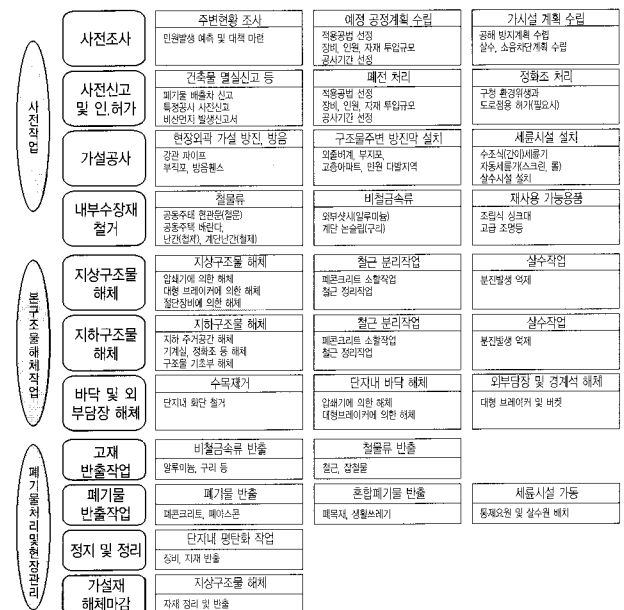 사전작업
사전조사
주변현황 조사
민원발생 예측 및 대책 마련
예정 공정계획 수립
적용공법 선정
장비, 인원, 자재 투입규모
공사기간 선정
가시설 계획 수립
공해 방지계획 수립
살수, 소음차단계획 수립
사전신고
및 인.허가
건축물 멸실신고 등
폐기물 배출자 신고
특정공사 사전신고
비산먼지 발생신고서
폐전 처리
적용공법 선정
장비, 인원, 자재 투입규모
정화조 처리
구청 환경위생과
도로점용 허가(필요시)
가설공사
현장외곽 가설 방진, 방음
강관 파이프
부직포, 방음휀스
구조물주변 방진막 설치
외줄비계, 부지포,
고층아파트, 민원 다발지역
세륜시설 설치
수조식(간이)세륜기
자동세륜기(스크린, 롤)
살수시설 설치
내부수장재
철거
철물류
공동주택 현관문(철문)
공동주택 베란다,
난간(철제), 계단난간(철제)
비철금속류
외부샷시(알루미늄)
계단 논슬립(구리)
재사용 가능용품
조립식 싱크대
고급 조명등
본구조물해체작업
지상구조물
해체
지상구조물 해체
압쇄기에 의한 해체
대형 브레이커에 의한 해체
절단장비에 의한 해체
철근 분리작업
폐콘크리트 소할작업
철근 정리작업
살수작업
분진발생 억제
지하구조물
해체
지하구조물 해체
지하 주거공간 해체
기계실, 정화조 등 해체
구조물 기초부 해체
철근 분리작업
폐콘크리트 소할작업
철근 정리작업
살수작업
분진발생 억제
바닥 및 외
부담장 해체
수목재거
단지내 화단 철거
단지내 바닥 해체
압쇄기에 의한 해체
대형브레이커에 의한 해체
외부담장 및 경계석 해체
대형 브레이커 및 버켓
폐기물처리및현장관리
고재
반출작업
비철금속류 반출
알루미늄, 구리 등
철물류 반출
철근, 잡철물
폐기물
반출작업
폐기물 반출
폐콘크리트, 폐아스콘
혼합폐기물 반출
폐목재, 생활쓰레기
세륜시설 가동
통제요원 및 살수원 배치
정지 및 정리
단지내 평탄화 작업
장비, 자재 반출
가설재
해체마감
지상구조물 해체
자재 정리 및 반출